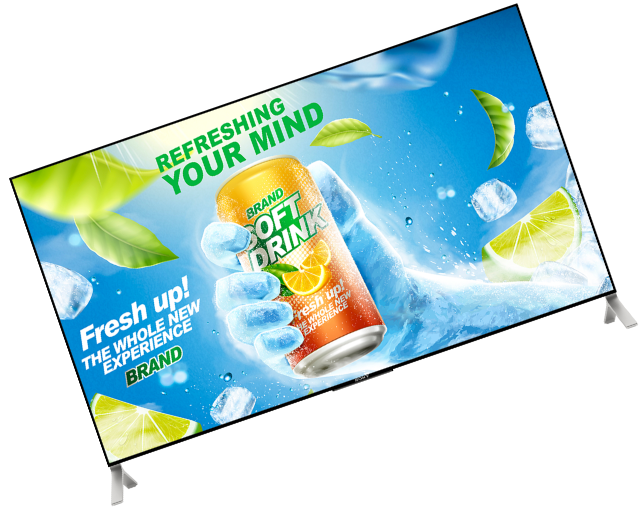 REFRESHING
YOUR MIND
BRAND
SOFT
DRINK
Fresh up!
THE WHOLE NEW
EXPERIENCE
Fresh up!
THE WHOLE NEW
EXPERIENCE
BRAND
SONY